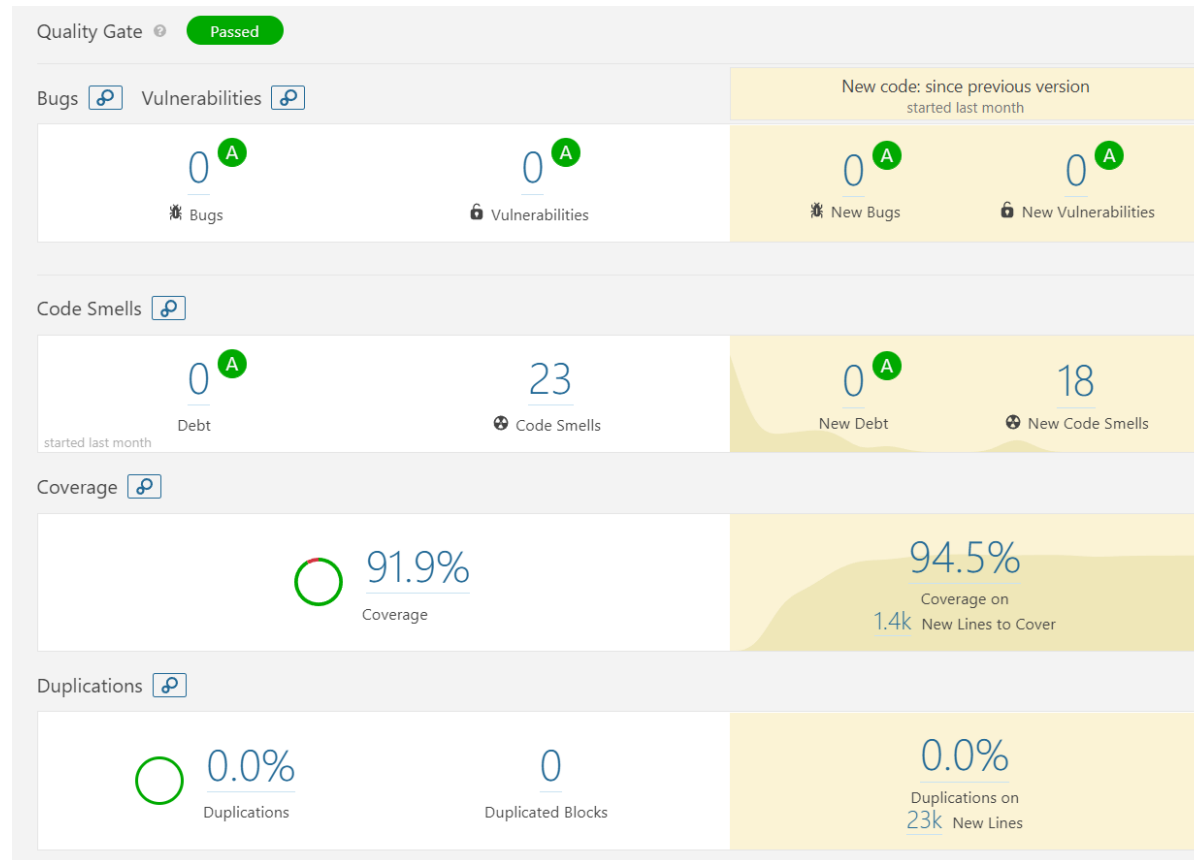 Quality Gate ? Passed
Bugs Vulnerabilities
New code: since previous version
started last month
0 A
Bugs
0 A
Vulnerabilities
0 A
New Bugs
0 A
New Vulnerabilities
Code Smells
0 A
Debt
started last month
23
Code Smells
0 A
New Debt
18
New Code Smells
Coverage
91.9%
Coverage
94.5%
Coverage on
1.4k New Lines to Cover
Duplications
0.0%
Duplications
0
Duplicated Blocks
0.0%
Duplications on
23k New Lines